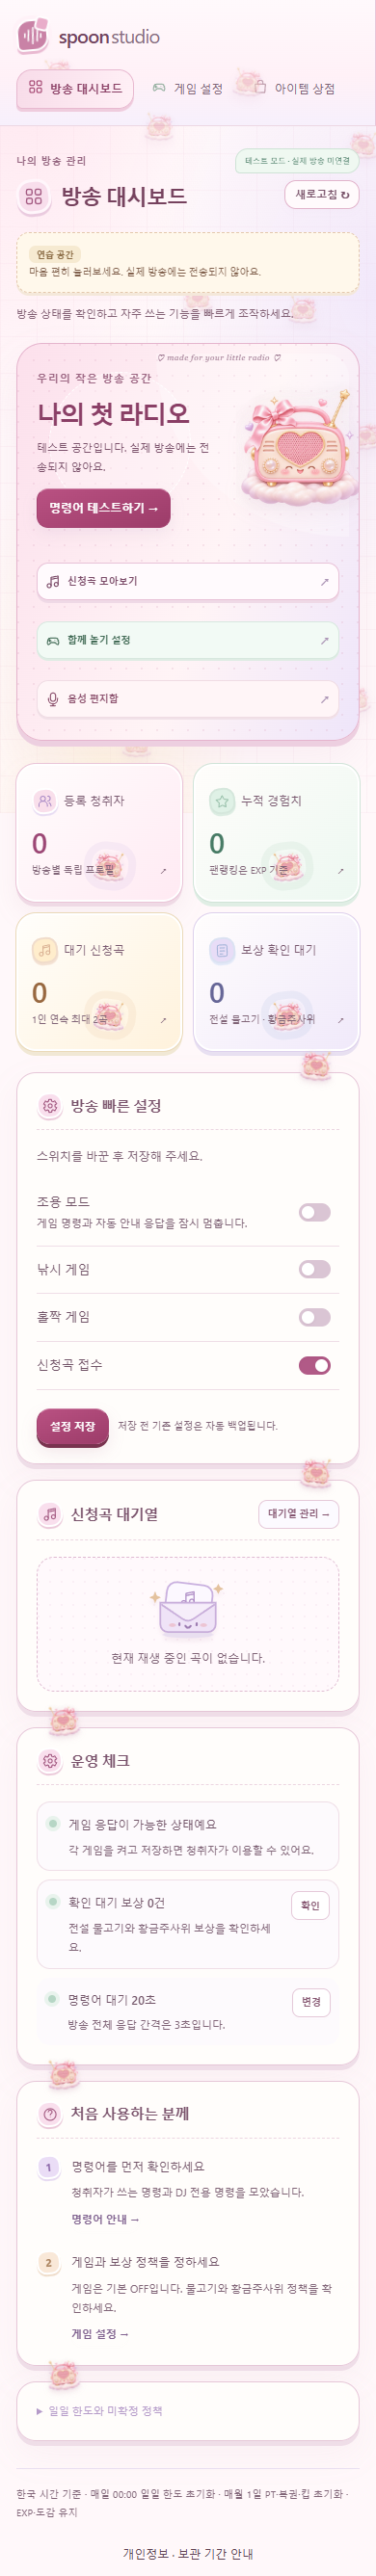 spoon studio
방송 대시보드
게임 설정
아이템 상점
나의 방송 관리
테스트 모드 · 실제 방송 미연결
방송 대시보드
새로고침 ↻
연습 공간
마음 편히 눌러보세요. 실제 방송에는 전송되지 않아요.
방송 상태를 확인하고 자주 쓰는 기능을 빠르게 조작하세요.
♡ made for your little radio ♡
우리의 작은 방송 공간
나의 첫 라디오
테스트 공간입니다. 실제 방송에는 전
송되지 않아요.
명령어 테스트하기 →
신청곡 모아보기 ↗
함께 놀기 설정 ↗
음성 편지함 ↗
등록 청취자
0
방송별 독립 프로필 ↗
누적 경험치
0
팬랭킹은 EXP 기준 ↗
대기 신청곡
0
1인 연속 최대 2곡 ↗
보상 확인 대기
0
전설 물고기 · 황금주사위 ↗
방송 빠른 설정
스위치를 바꾼 후 저장해 주세요.
조용 모드
게임 명령과 자동 안내 응답을 잠시 멈춥니다.
낚시 게임
홀짝 게임
신청곡 접수
설정 저장
저장 전 기존 설정은 자동 백업됩니다.
신청곡 대기열
대기열 관리 →
현재 재생 중인 곡이 없습니다.
운영 체크
게임 응답이 가능한 상태예요
각 게임을 켜고 저장하면 청취자가 이용할 수 있어요.
확인 대기 보상 0건
전설 물고기와 황금주사위 보상을 확인하세
요.
확인
명령어 대기 20초
방송 전체 응답 간격은 3초입니다.
변경
처음 사용하는 분께
1
명령어를 먼저 확인하세요
청취자가 쓰는 명령과 DJ 전용 명령을 모았습니다.
명령어 안내 →
2
게임과 보상 정책을 정하세요
게임은 기본 OFF입니다. 물고기와 황금주사위 정책을 확
인하세요.
게임 설정 →
▶ 일일 한도와 미확정 정책
한국 시간 기준 · 매일 00:00 일일 한도 초기화 · 매월 1일 PT·복권·킵 초기화 ·
EXP·도감 유지
개인정보 · 보관 기간 안내